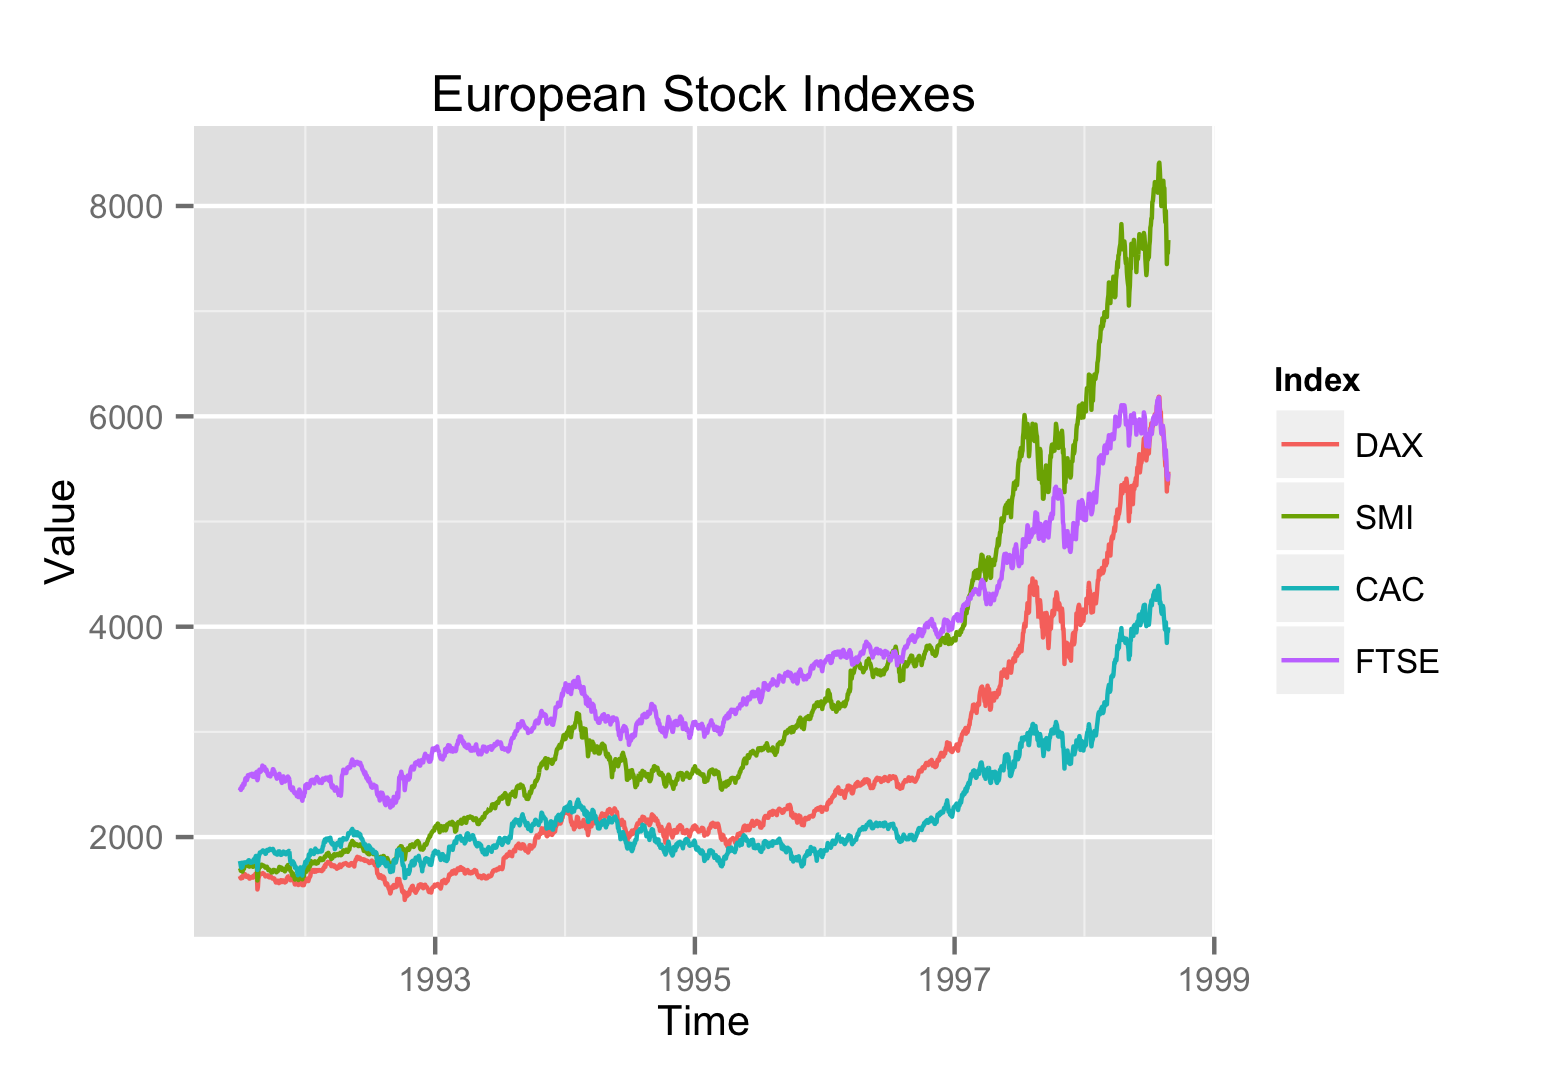 European Stock Indexes
8000
6000
4000
2000
Value
1993 1995 1997 1999
Time
Index
DAX
SMI
CAC
FTSE